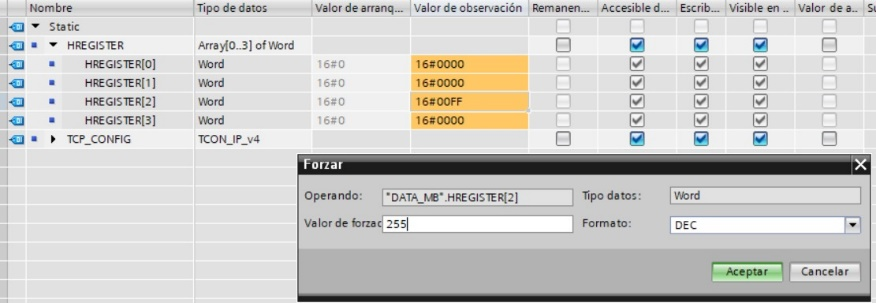 Nombre Tipo de datos Valor de arranq... Valor de observación Remanen... Accesible d... Escrib... Visible en .. Valor de a.. Su
Static
HREGISTER Array[0..3] of Word
HREGISTER[0] Word 16#0 16#0000
HREGISTER[1] Word 16#0 16#0000
HREGISTER[2] Word 16#0 16#00FF
HREGISTER[3] Word 16#0 16#0000
TCP_CONFIG TCON_IP_v4
Forzar
Operando: "DATA_MB".HREGISTER[2] Tipo datos: Word
Valor de forzac 255 Formato: DEC
Aceptar Cancelar